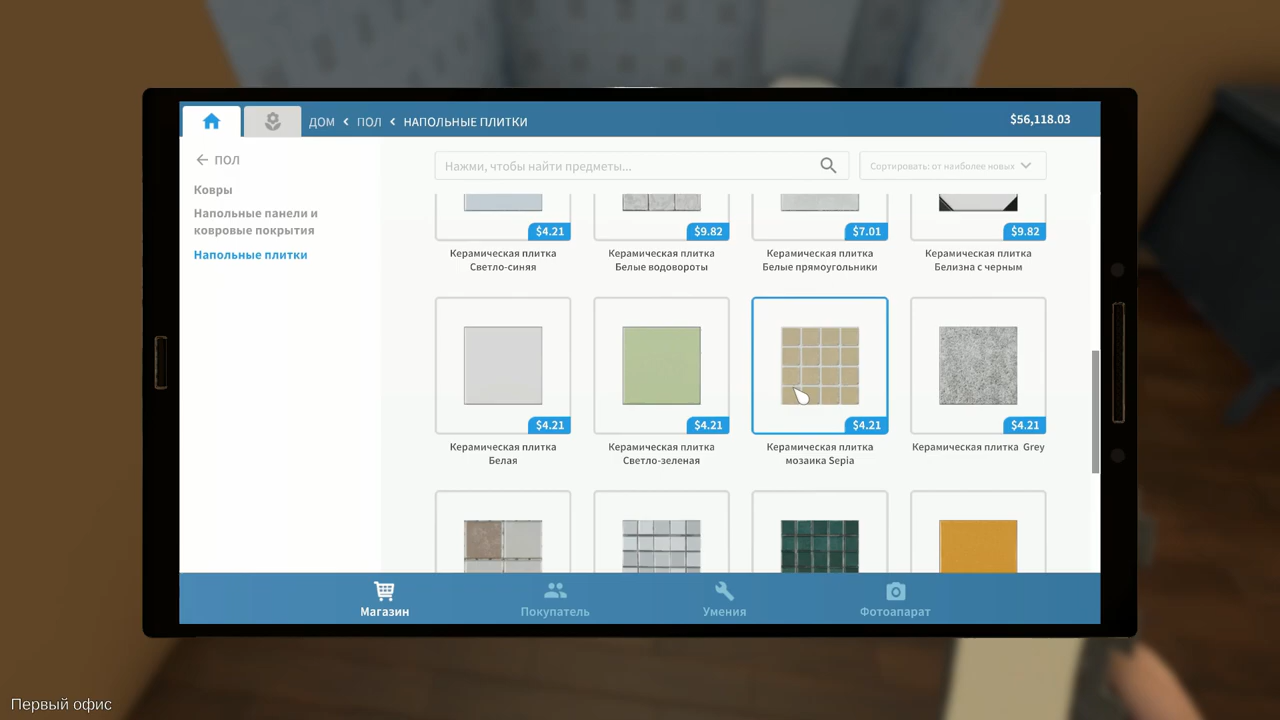 ДОМ < ПОЛ < НАПОЛЬНЫЕ ПЛИТКИ
$56,118.03
← ПОЛ
Ковры
Напольные панели и
ковровые покрытия
Напольные плитки
Нажми, чтобы найти предметы...
Сортировать: от наиболее новых
$4.21
$9.82
$7.01
$9.82
Керамическая плитка
Светло-синяя
Керамическая плитка
Белые водовороты
Керамическая плитка
Белые прямоугольники
Керамическая плитка
Белизна с черным
$4.21
$4.21
$4.21
$4.21
Керамическая плитка
Белая
Керамическая плитка
Светло-зеленая
Керамическая плитка
мозаика Sepia
Керамическая плитка Grey
Магазин
Покупатель
Умения
Фотоапарат
Первый офис